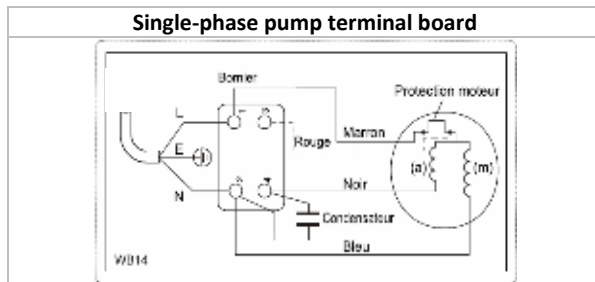 Single-phase pump terminal board
Bornier
Protection moteur
L
Rouge
Marron
E
(a)
(m)
N
Noir
Condensateur
Bleu
WB14